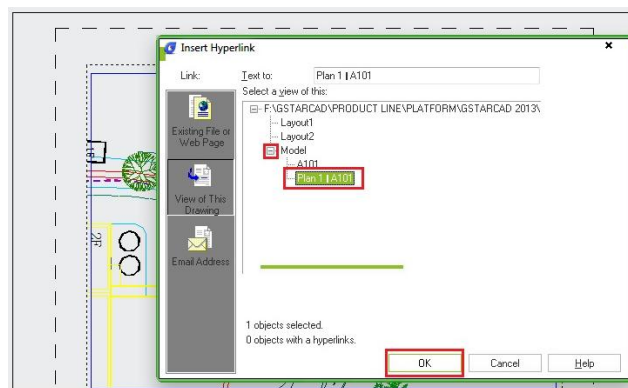 Insert Hyperlink
Link:
Text to:
Plan 1 | A101
Select a view of this:
Existing File or
Web Page
View of This
Drawing
Email Address
F:\GSTARCAD\PRODUCT LINE\PLATFORM\GSTARCAD 2013\
Layout1
Layout2
Model
A101
Plan 1 | A101
1 objects selected.
0 objects with a hyperlinks.
OK
Cancel
Help
2F